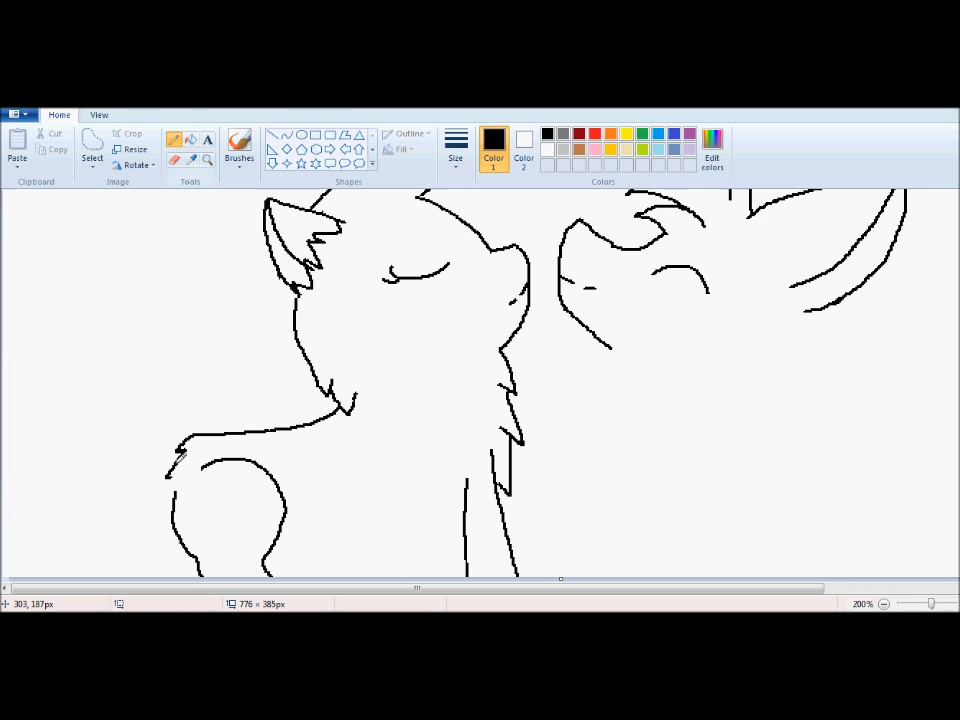 Home View
Paste
Cut
Copy
Clipboard
Select
Crop
Resize
Rotate
Image
A
Tools
Brushes
Outline
Fill
Shapes
Size
Color
1
Color
2
Edit
colors
Colors
303, 187px 776 × 385px 200%